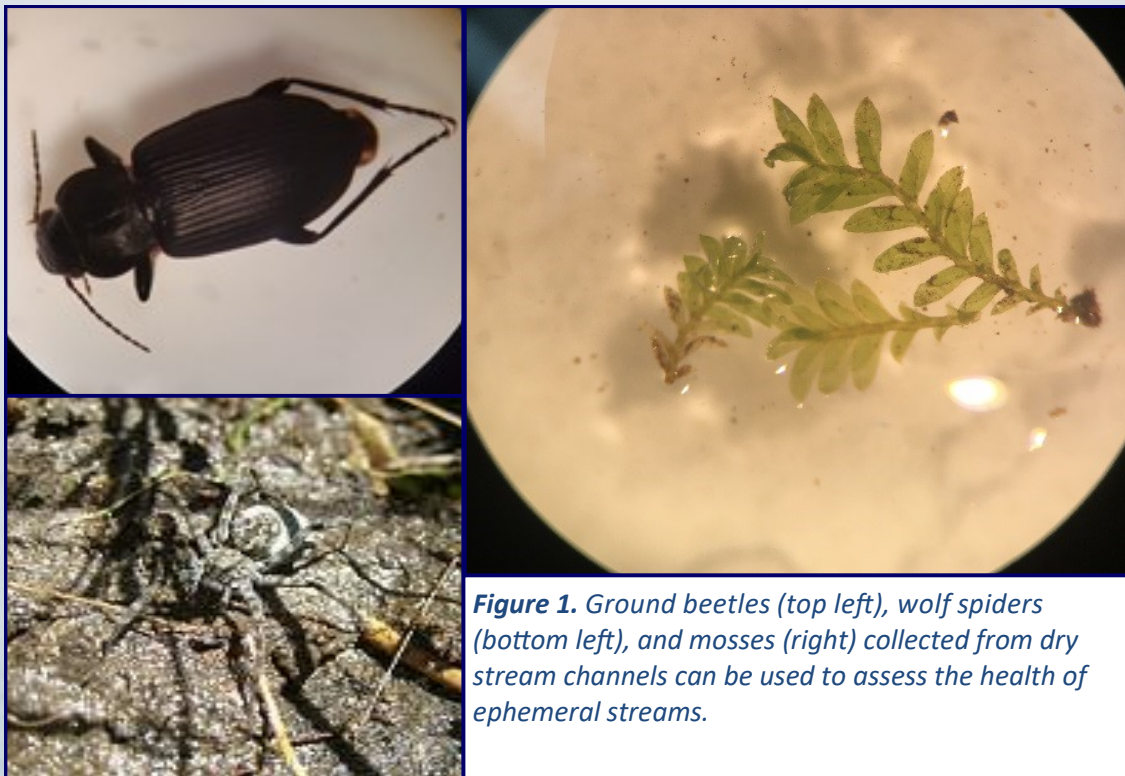 Figure 1. Ground beetles (top left), wolf spiders
(bottom left), and mosses (right) collected from dry
stream channels can be used to assess the health of
ephemeral streams.